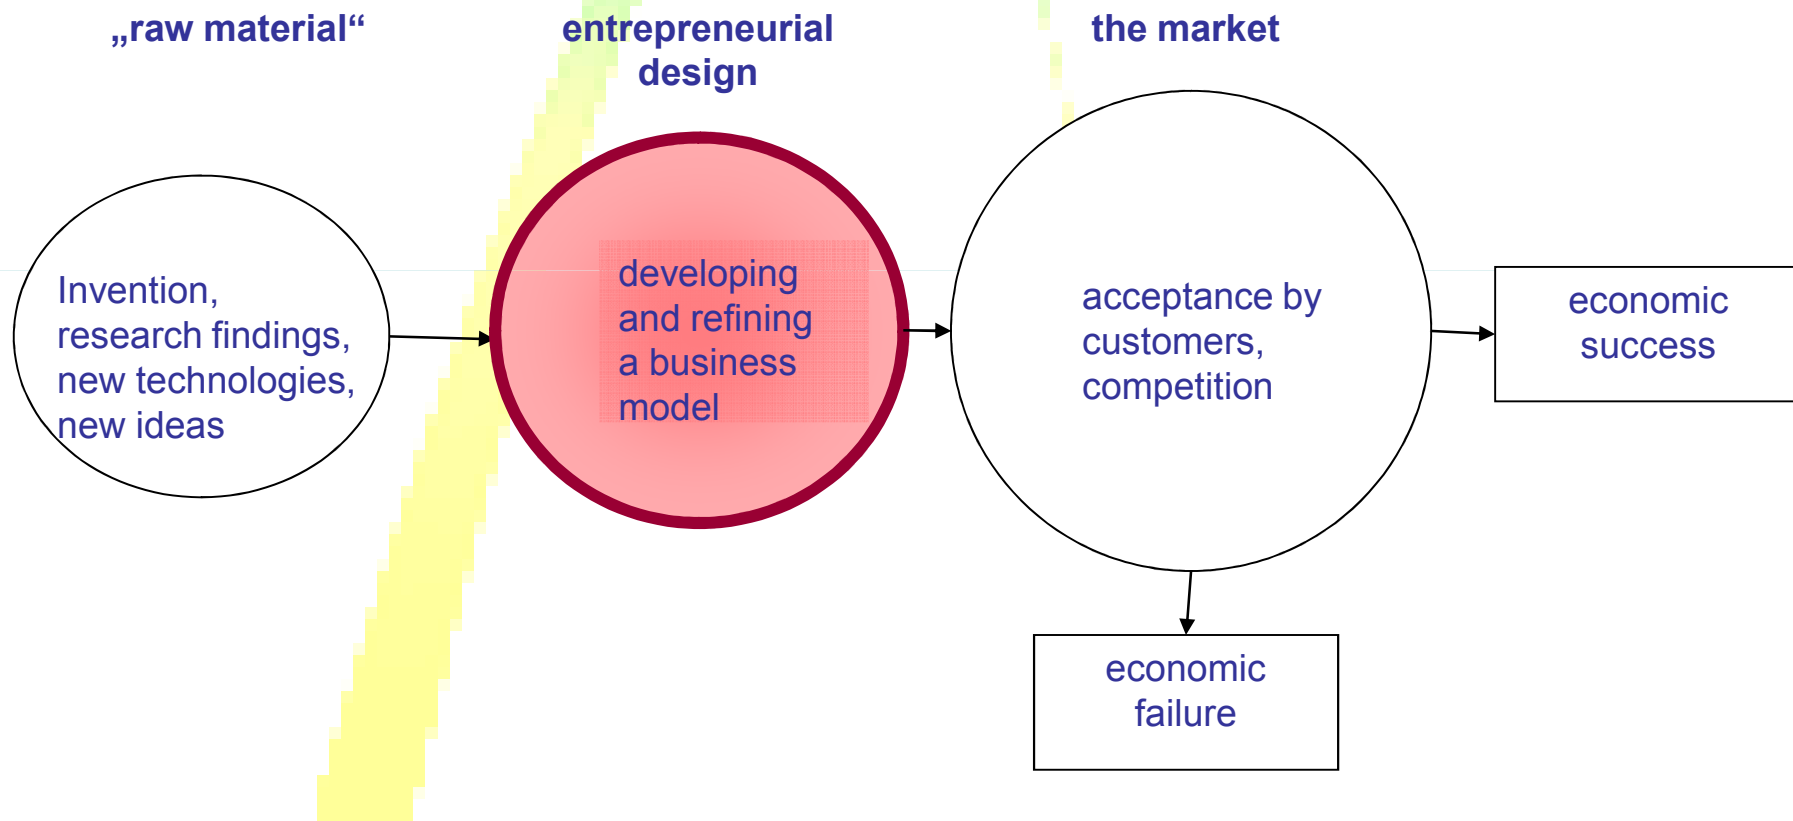 „raw material“
entrepreneurial
design
the market
Invention,
research findings,
new technologies,
new ideas
developing
and refining
a business
model
acceptance by
customers,
competition
economic
success
economic
failure